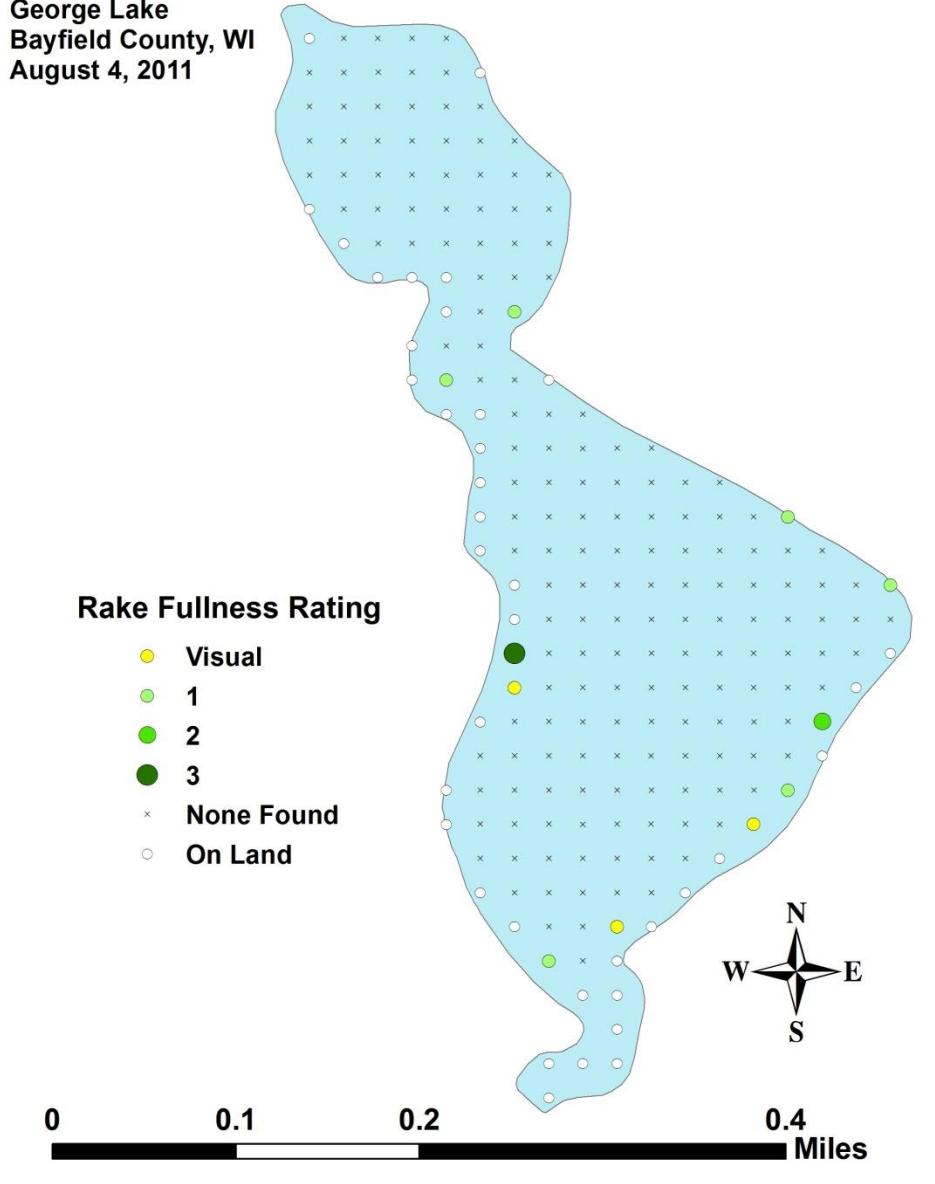 George Lake
Bayfield County, WI
August 4, 2011
Rake Fullness Rating
Visual
1
2
3
None Found
On Land
N
W E
S
0 0.1 0.2 0.4
Miles